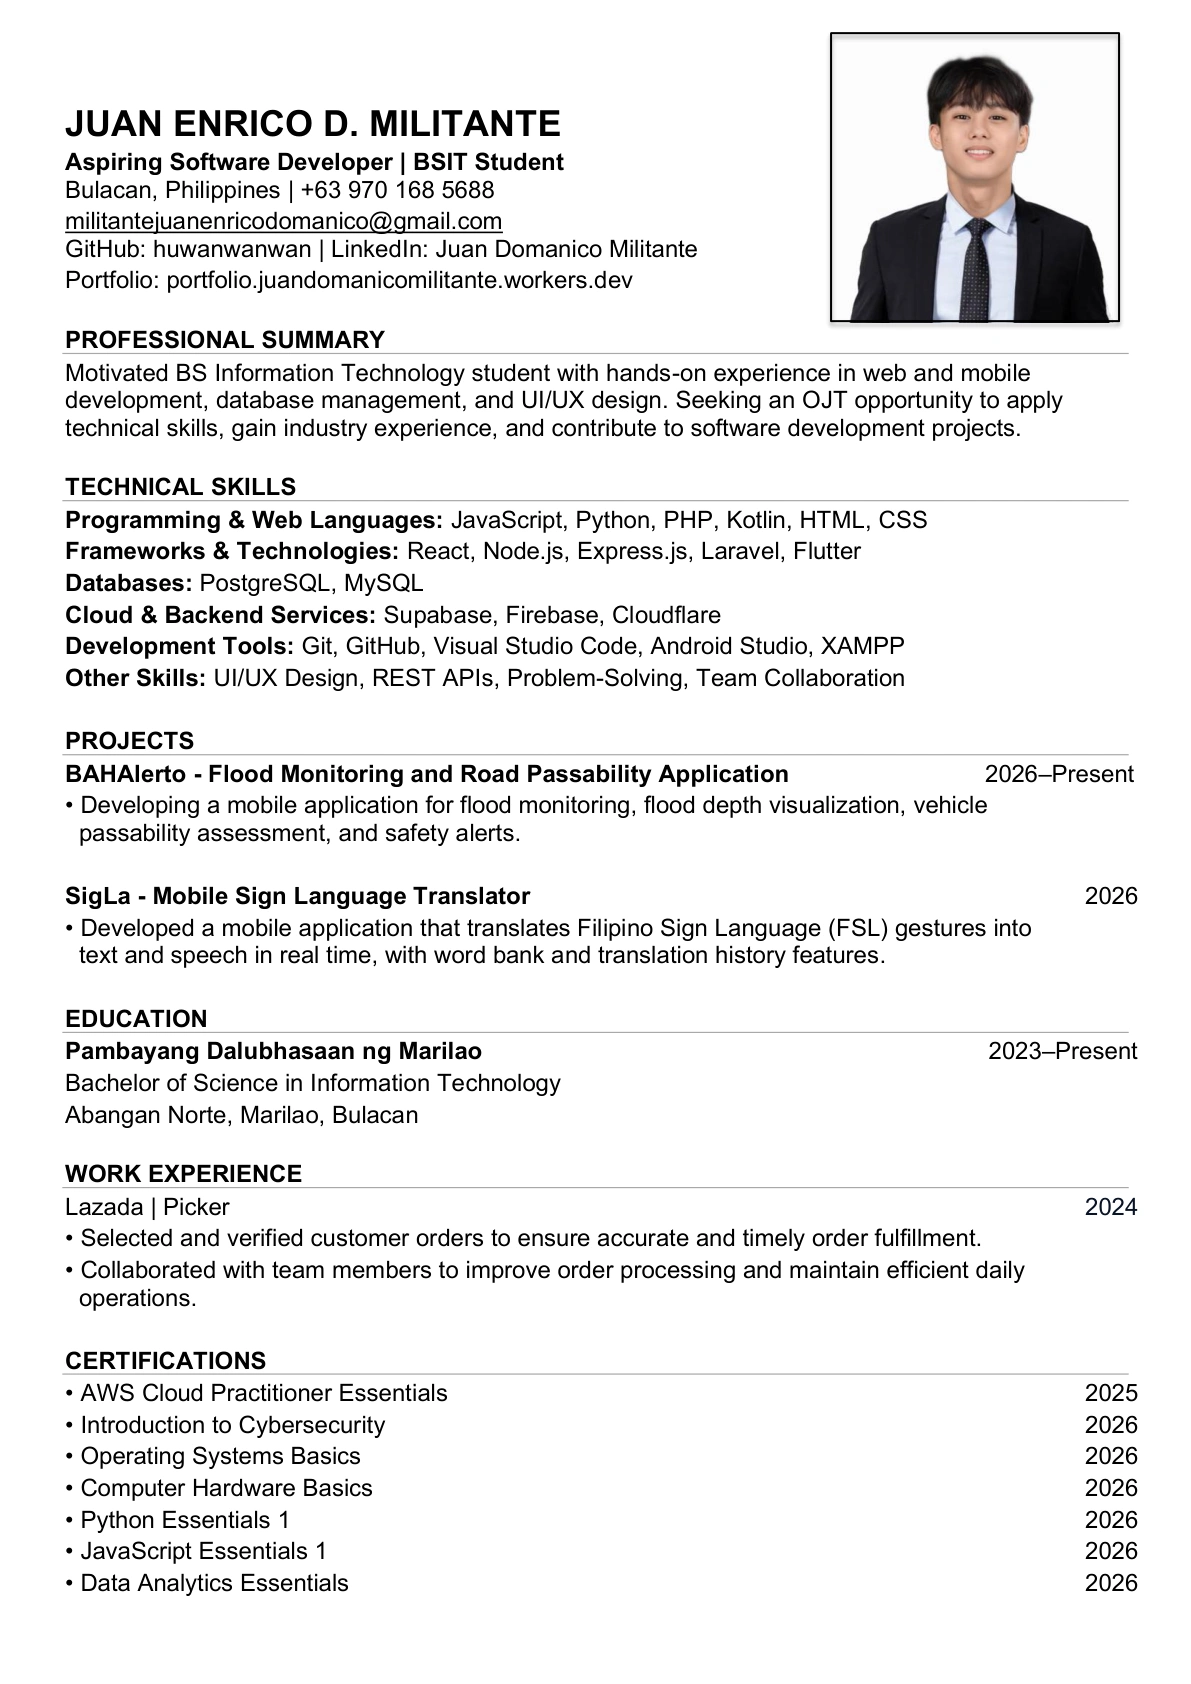 JUAN ENRICO D. MILITANTE
Aspiring Software Developer | BSIT Student
Bulacan, Philippines | +63 970 168 5688
militantejuanenricodomanico@gmail.com
GitHub: huwanwanwan | LinkedIn: Juan Domanico Militante
Portfolio: portfolio.juandomanicomilitante.workers.dev
PROFESSIONAL SUMMARY
Motivated BS Information Technology student with hands-on experience in web and mobile
development, database management, and UI/UX design. Seeking an OJT opportunity to apply
technical skills, gain industry experience, and contribute to software development projects.
TECHNICAL SKILLS
Programming & Web Languages: JavaScript, Python, PHP, Kotlin, HTML, CSS
Frameworks & Technologies: React, Node.js, Express.js, Laravel, Flutter
Databases: PostgreSQL, MySQL
Cloud & Backend Services: Supabase, Firebase, Cloudflare
Development Tools: Git, GitHub, Visual Studio Code, Android Studio, XAMPP
Other Skills: UI/UX Design, REST APIs, Problem-Solving, Team Collaboration
PROJECTS
BAHAlerto - Flood Monitoring and Road Passability Application 2026–Present
• Developing a mobile application for flood monitoring, flood depth visualization, vehicle
passability assessment, and safety alerts.
SigLa - Mobile Sign Language Translator 2026
• Developed a mobile application that translates Filipino Sign Language (FSL) gestures into
text and speech in real time, with word bank and translation history features.
EDUCATION
Pambayang Dalubhasaan ng Marilao 2023–Present
Bachelor of Science in Information Technology
Abangan Norte, Marilao, Bulacan
WORK EXPERIENCE
Lazada | Picker 2024
• Selected and verified customer orders to ensure accurate and timely order fulfillment.
• Collaborated with team members to improve order processing and maintain efficient daily
operations.
CERTIFICATIONS
• AWS Cloud Practitioner Essentials 2025
• Introduction to Cybersecurity 2026
• Operating Systems Basics 2026
• Computer Hardware Basics 2026
• Python Essentials 1 2026
• JavaScript Essentials 1 2026
• Data Analytics Essentials 2026